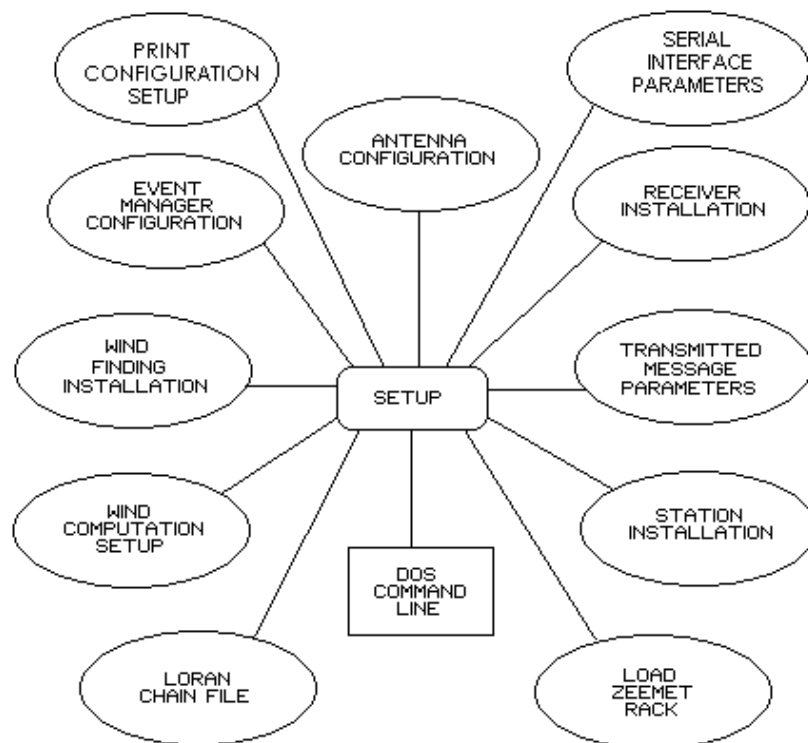 PRINT
CONFIGURATION
SETUP
SERIAL
INTERFACE
PARAMETERS
ANTENNA
CONFIGURATION
EVENT
MANAGER
CONFIGURATION
RECEIVER
INSTALLATION
WIND
FINDING
INSTALLATION
SETUP
TRANSMITTED
MESSAGE
PARAMETERS
WIND
COMPUTATION
SETUP
STATION
INSTALLATION
DOS
COMMAND
LINE
LORAN
CHAIN FILE
LOAD
ZEEMET
RACK